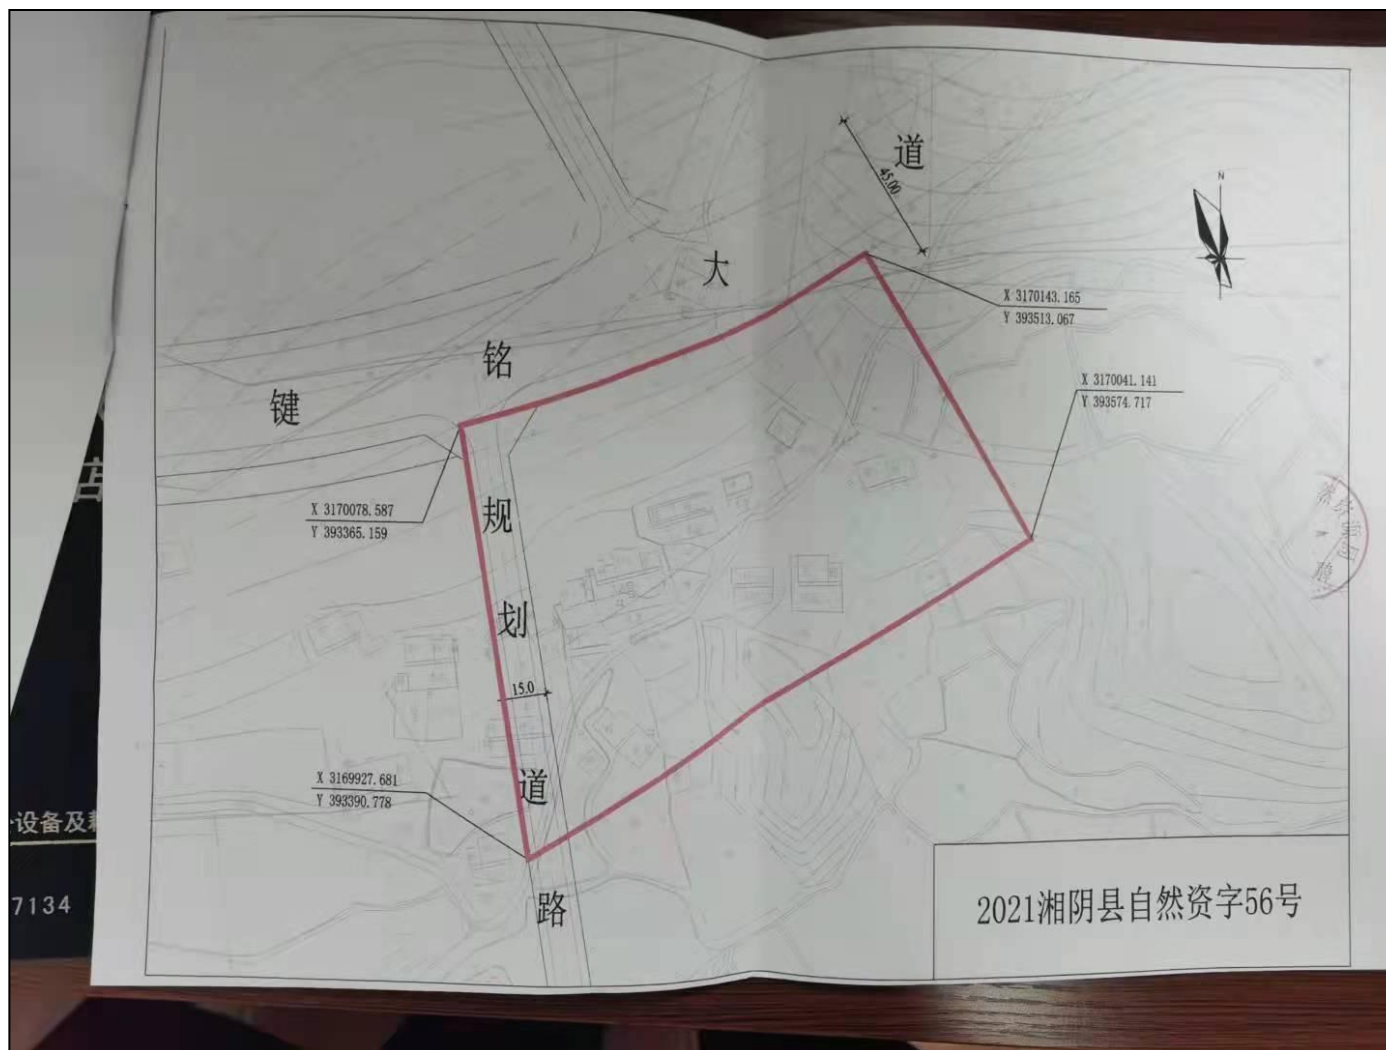 道
45.00
N
大
X 3170143.165
Y 393513.067
铭
键
X 3170041.141
Y 393574.717
X 3170078.587
Y 393365.159
规
划
15.0
道
X 3169927.681
Y 393390.778
路
设备及
7134
2021湘阴县自然资字56号